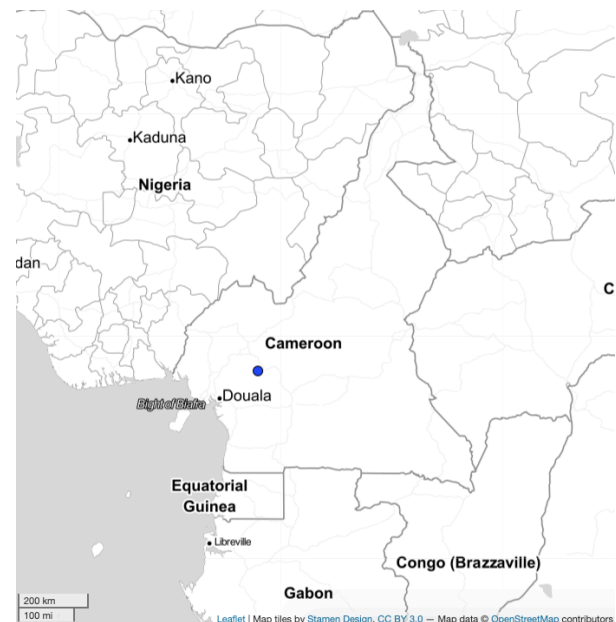 Kano
Kaduna
Nigeria
dan
C
Cameroon
Douala
Bight of Biafra
Equatorial
Guinea
Libreville
Congo (Brazzaville)
Gabon
200 km
100 mi
Leaflet | Map tiles by Stamen Design, CC BY 3.0 — Map data © OpenStreetMap contributors